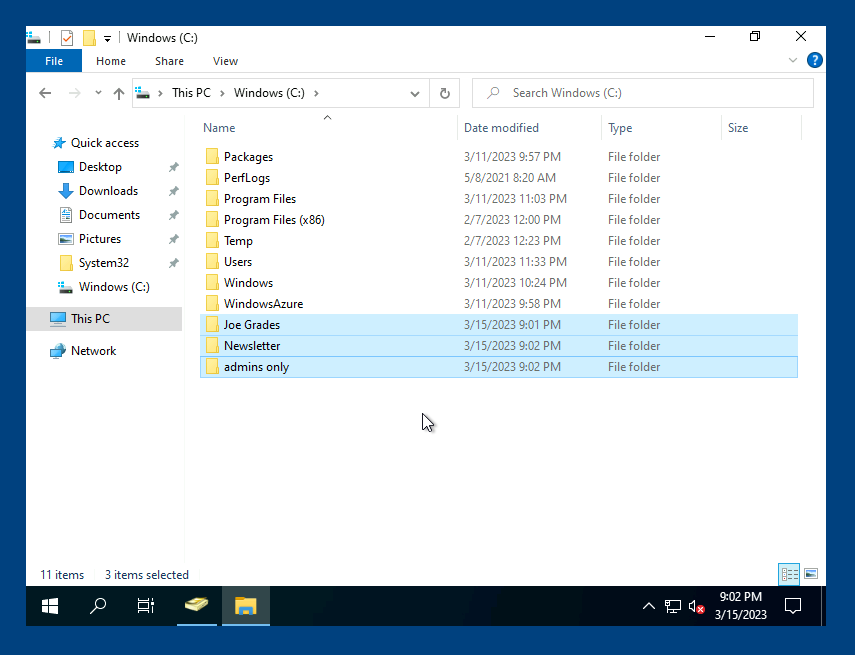 Windows (C:)
File Home Share View
This PC Windows (C:)
Search Windows (C:)
Name Date modified Type Size
Quick access
Desktop
Downloads
Documents
Pictures
System32
Windows (C:)
This PC
Network
Packages 3/11/2023 9:57 PM File folder
PerfLogs 5/8/2021 8:20 AM File folder
Program Files 3/11/2023 11:03 PM File folder
Program Files (x86) 2/7/2023 12:00 PM File folder
Temp 2/7/2023 12:23 PM File folder
Users 3/11/2023 11:33 PM File folder
Windows 3/11/2023 10:24 PM File folder
WindowsAzure 3/11/2023 9:58 PM File folder
Joe Grades 3/15/2023 9:01 PM File folder
Newsletter 3/15/2023 9:02 PM File folder
admins only 3/15/2023 9:02 PM File folder
11 items 3 items selected
9:02 PM
3/15/2023